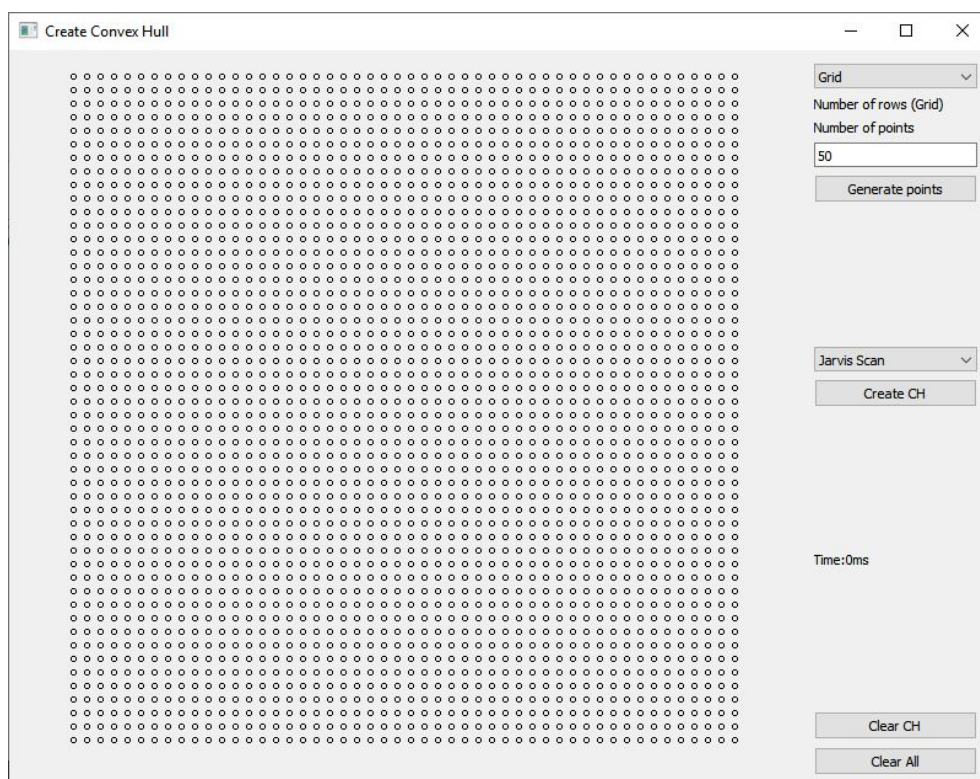 Create Convex Hull
Grid
Number of rows (Grid)
Number of points
50
Generate points
Jarvis Scan
Create CH
Time:0ms
Clear CH
Clear All